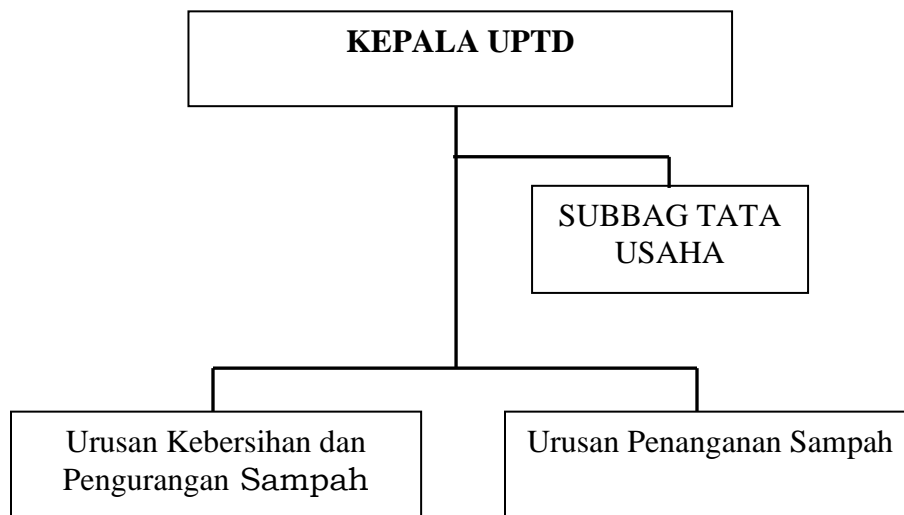 KEPALA UPTD
SUBBAG TATA
USAHA
Urusan Kebersihan dan
Pengurangan Sampah
Urusan Penanganan Sampah